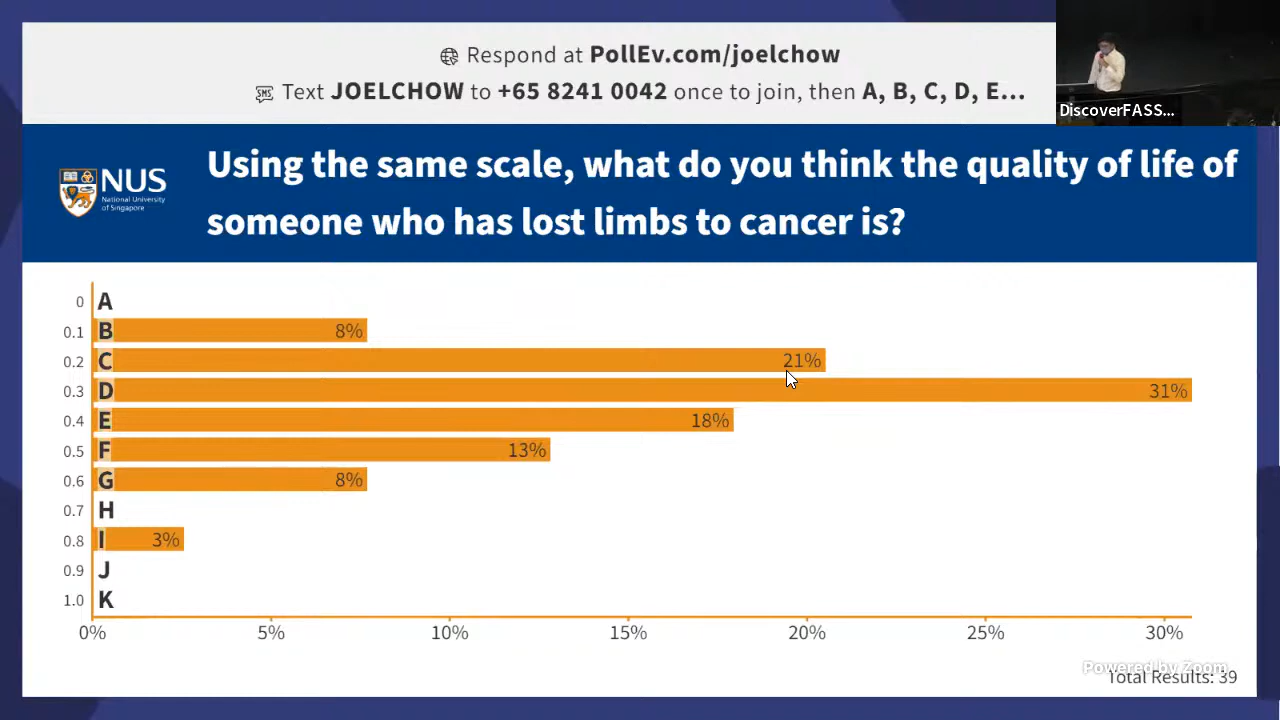 Respond at PollEv.com/joelchow
Text JOELCHOW to +65 8241 0042 once to join, then A, B, C, D, E...
DiscoverFASS...
NUS
National University
of Singapore
Using the same scale, what do you think the quality of life of
someone who has lost limbs to cancer is?
0 A
0.1 B 8%
0.2 C 21%
0.3 D 31%
0.4 E 18%
0.5 F 13%
0.6 G 8%
0.7 H
0.8 I 3%
0.9 J
1.0 K
0% 5% 10% 15% 20% 25% 30%
Powered by Zoom
Total Results: 39